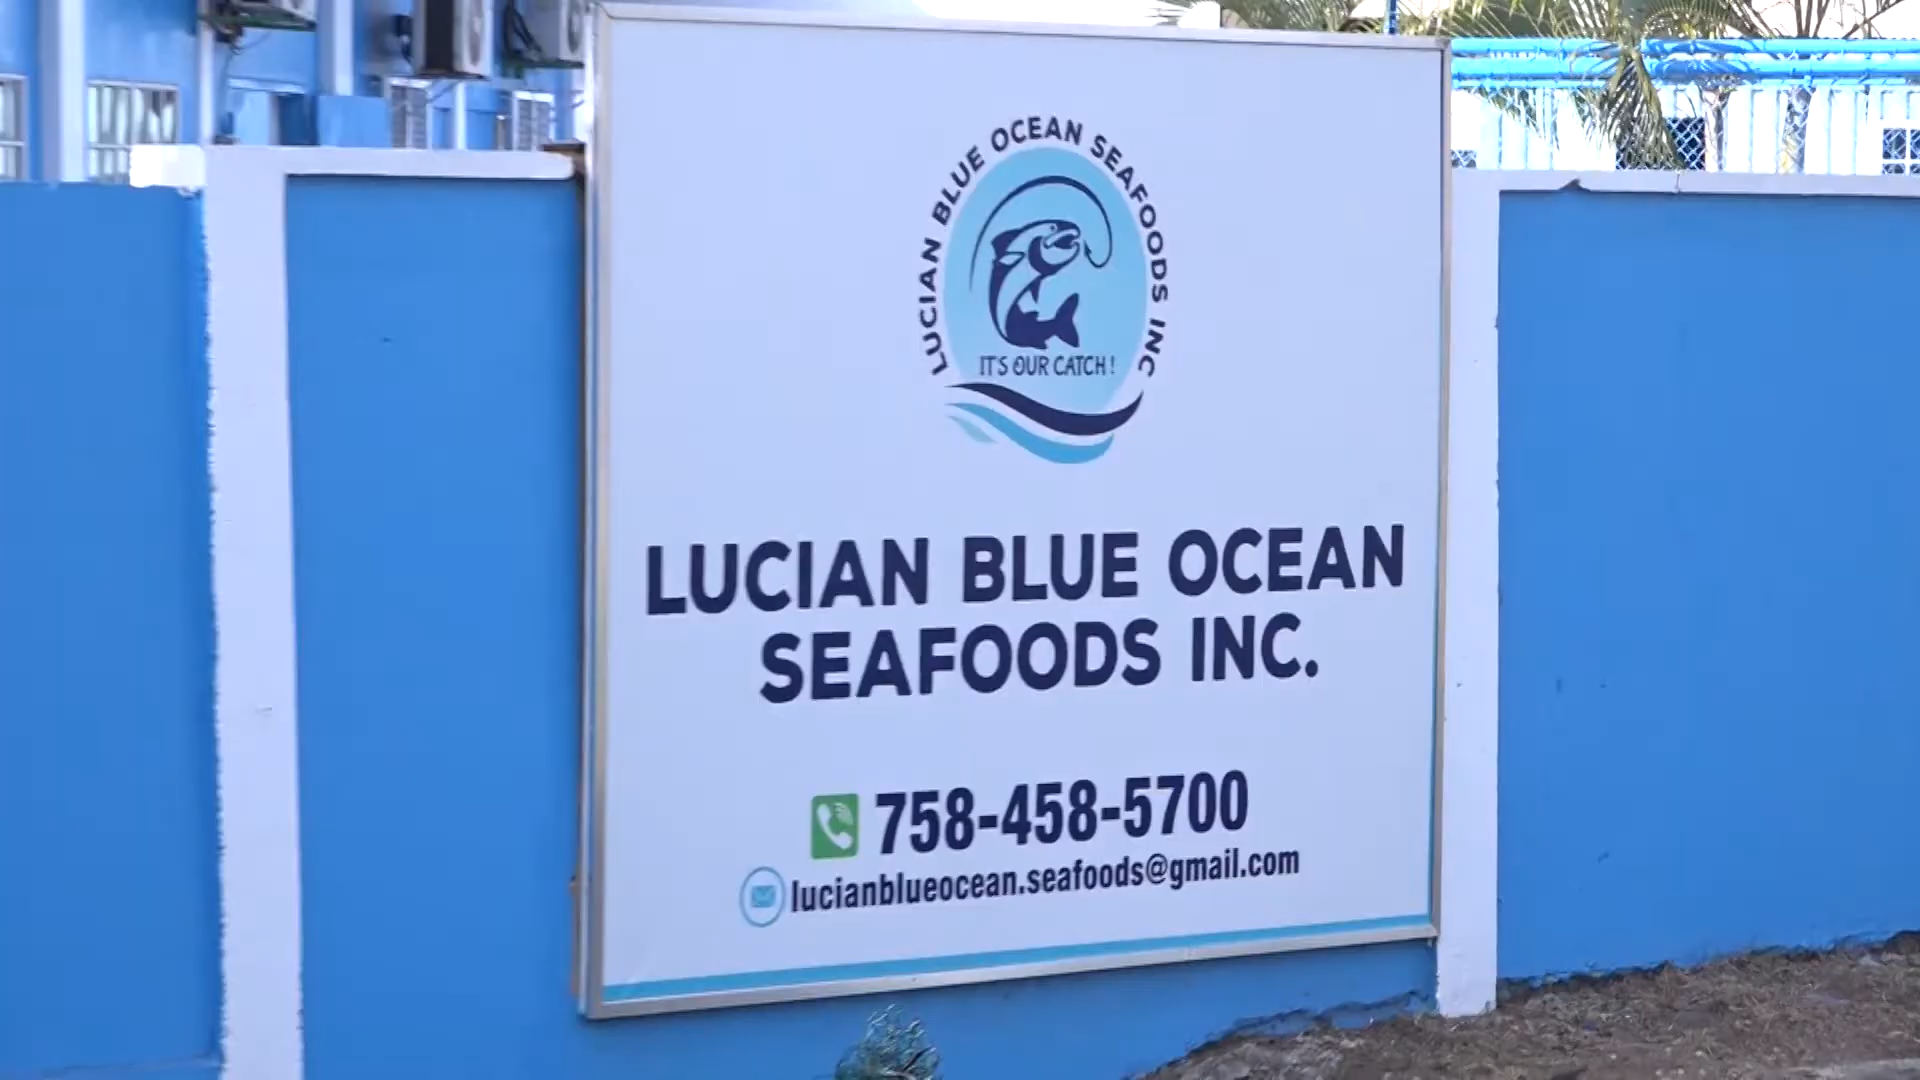 LUCIAN BLUE OCEAN SEAFOODS INC
IT'S OUR CATCH!
LUCIAN BLUE OCEAN
SEAFOODS INC.
758-458-5700
lucianblueocean.seafoods@gmail.com